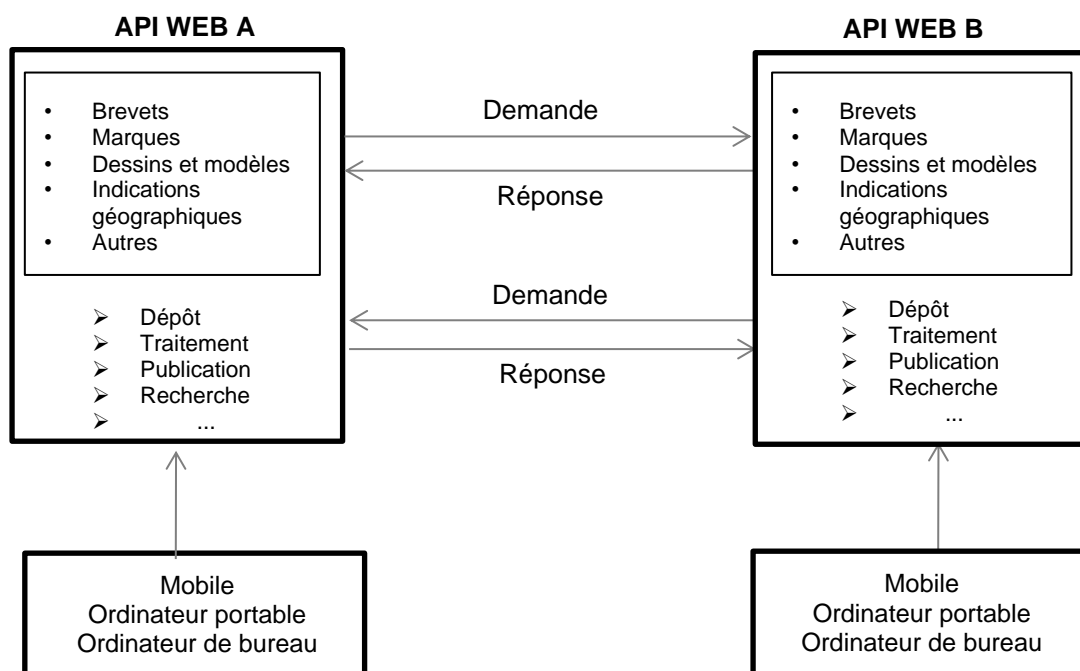 API WEB A
API WEB B
• Brevets
• Marques
• Dessins et modèles
• Indications
géographiques
• Autres
➢ Dépôt
➢ Traitement
➢ Publication
➢ Recherche
➢ ...
Demande
Réponse
Demande
Réponse
• Brevets
• Marques
• Dessins et modèles
• Indications
géographiques
• Autres
➢ Dépôt
➢ Traitement
➢ Publication
➢ Recherche
➢ ...
Mobile
Ordinateur portable
Ordinateur de bureau
Mobile
Ordinateur portable
Ordinateur de bureau